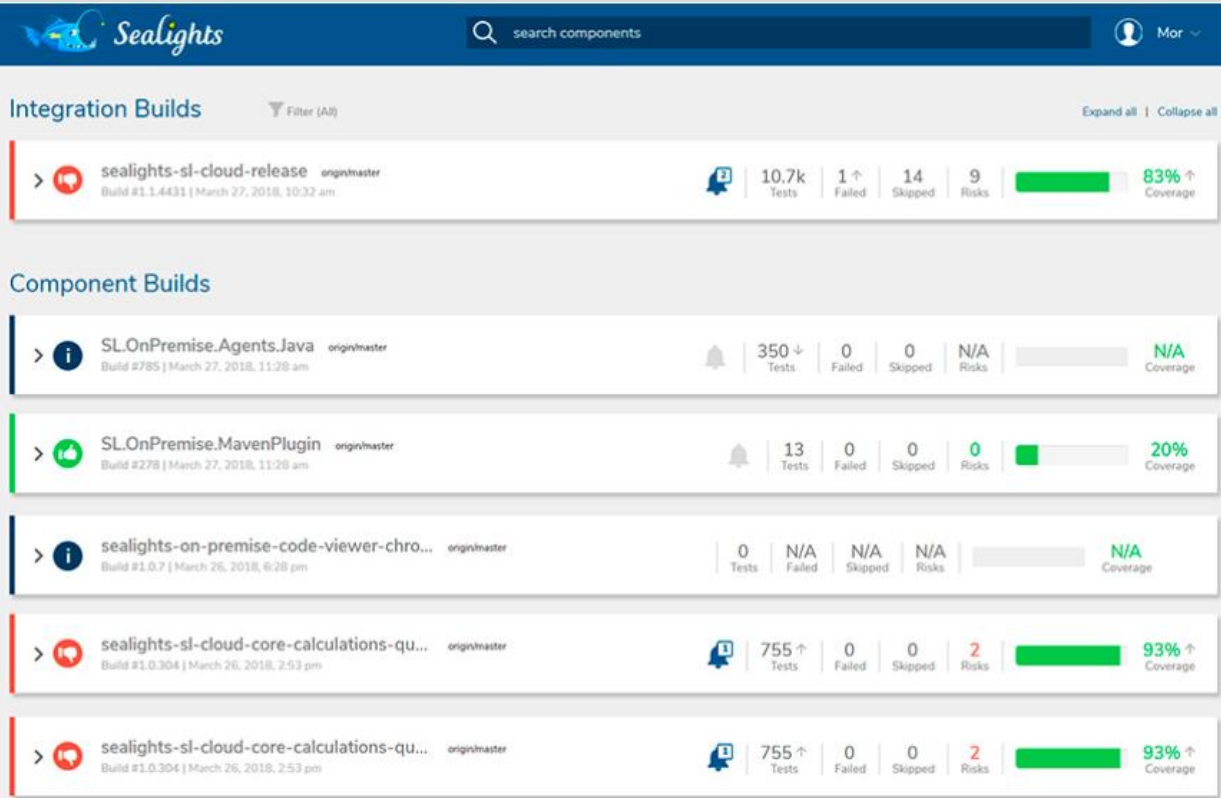 Sealights
search components
Mor
Integration Builds
Filter (All)
Expand all | Collapse all
sealights-sl-cloud-release origin/master
Build #1.1.4431 | March 27, 2018, 10:32 am
2
10.7k Tests
1 Failed
14 Skipped
9 Risks
83% Coverage
Component Builds
SL.OnPremise.Agents.Java origin/master
Build #785 | March 27, 2018, 11:28 am
350 Tests
0 Failed
0 Skipped
N/A Risks
N/A Coverage
SL.OnPremise.MavenPlugin origin/master
Build #278 | March 27, 2018, 11:28 am
13 Tests
0 Failed
0 Skipped
0 Risks
20% Coverage
sealights-on-premise-code-viewer-chro... origin/master
Build #1.0.7 | March 26, 2018, 6:28 pm
0 Tests
N/A Failed
N/A Skipped
N/A Risks
N/A Coverage
sealights-sl-cloud-core-calculations-qu... origin/master
Build #1.0.304 | March 26, 2018, 2:53 pm
1
755 Tests
0 Failed
0 Skipped
2 Risks
93% Coverage
sealights-sl-cloud-core-calculations-qu... origin/master
Build #1.0.304 | March 26, 2018, 2:53 pm
1
755 Tests
0 Failed
0 Skipped
2 Risks
93% Coverage